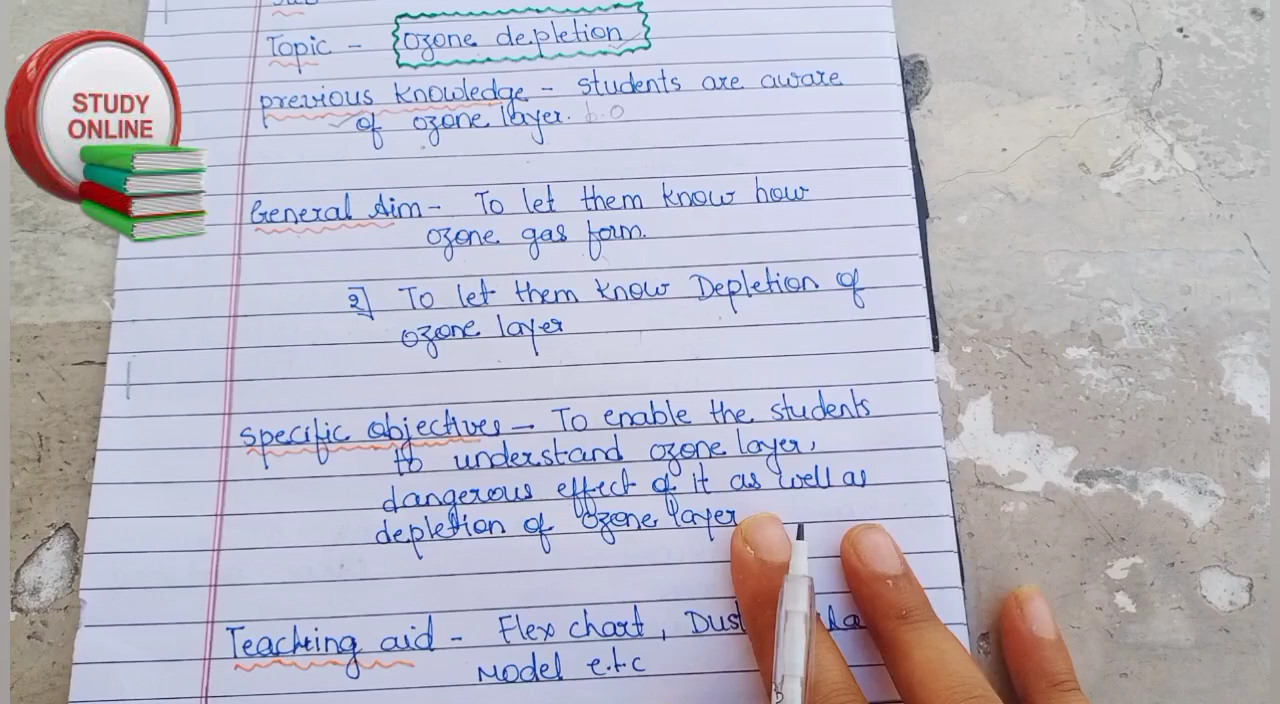 STUDY
ONLINE
Topic - Ozone depletion
previous knowledge - students are aware
of ozone layer.
General Aim - To let them know how
ozone gas form.
2] To let them know Depletion of
ozone layer
specific objectives - To enable the students
to understand ozone layer,
dangerous effect of it as well as
depletion of ozone layer
Teaching aid - Flex chart,
Model e.t.c